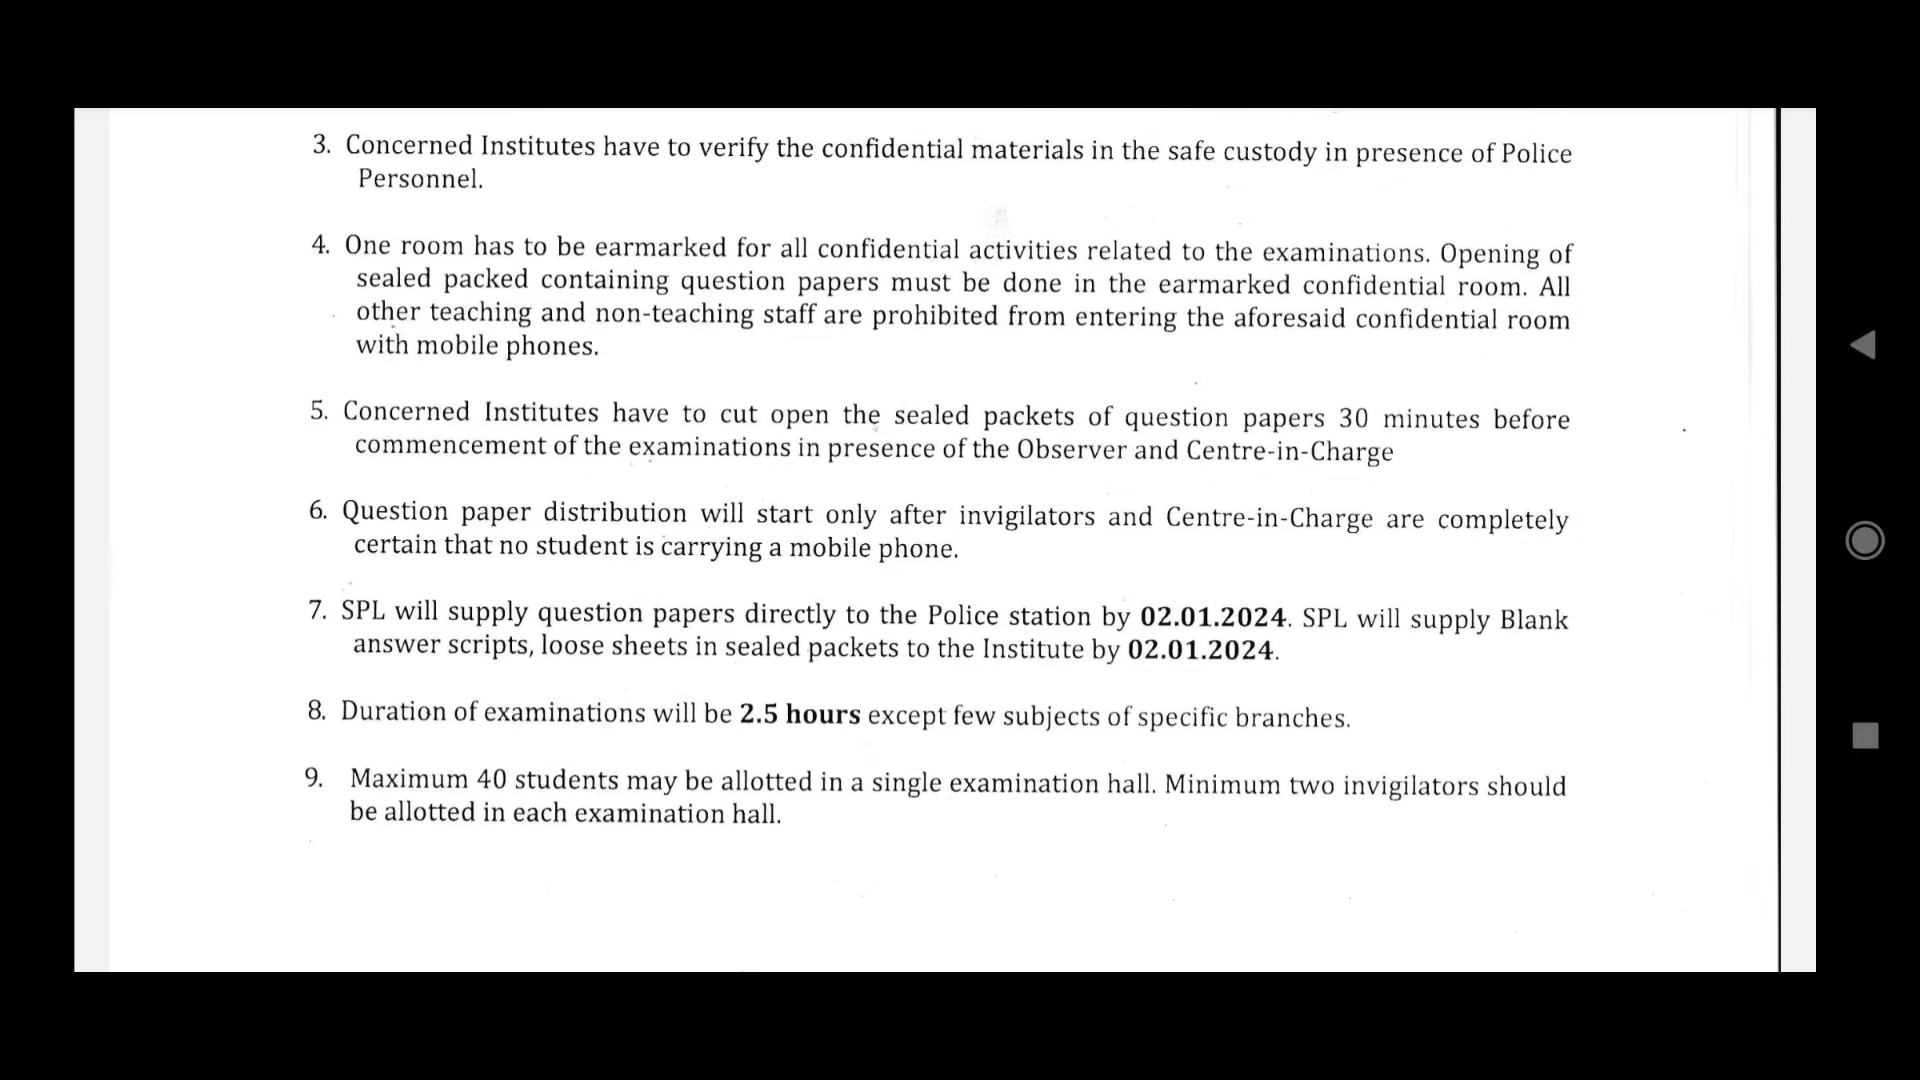 3. Concerned Institutes have to verify the confidential materials in the safe custody in presence of Police
Personnel.
4. One room has to be earmarked for all confidential activities related to the examinations. Opening of
sealed packed containing question papers must be done in the earmarked confidential room. All
other teaching and non-teaching staff are prohibited from entering the aforesaid confidential room
with mobile phones.
5. Concerned Institutes have to cut open the sealed packets of question papers 30 minutes before
commencement of the examinations in presence of the Observer and Centre-in-Charge
6. Question paper distribution will start only after invigilators and Centre-in-Charge are completely
certain that no student is carrying a mobile phone.
7. SPL will supply question papers directly to the Police station by 02.01.2024. SPL will supply Blank
answer scripts, loose sheets in sealed packets to the Institute by 02.01.2024.
8. Duration of examinations will be 2.5 hours except few subjects of specific branches.
9. Maximum 40 students may be allotted in a single examination hall. Minimum two invigilators should
be allotted in each examination hall.